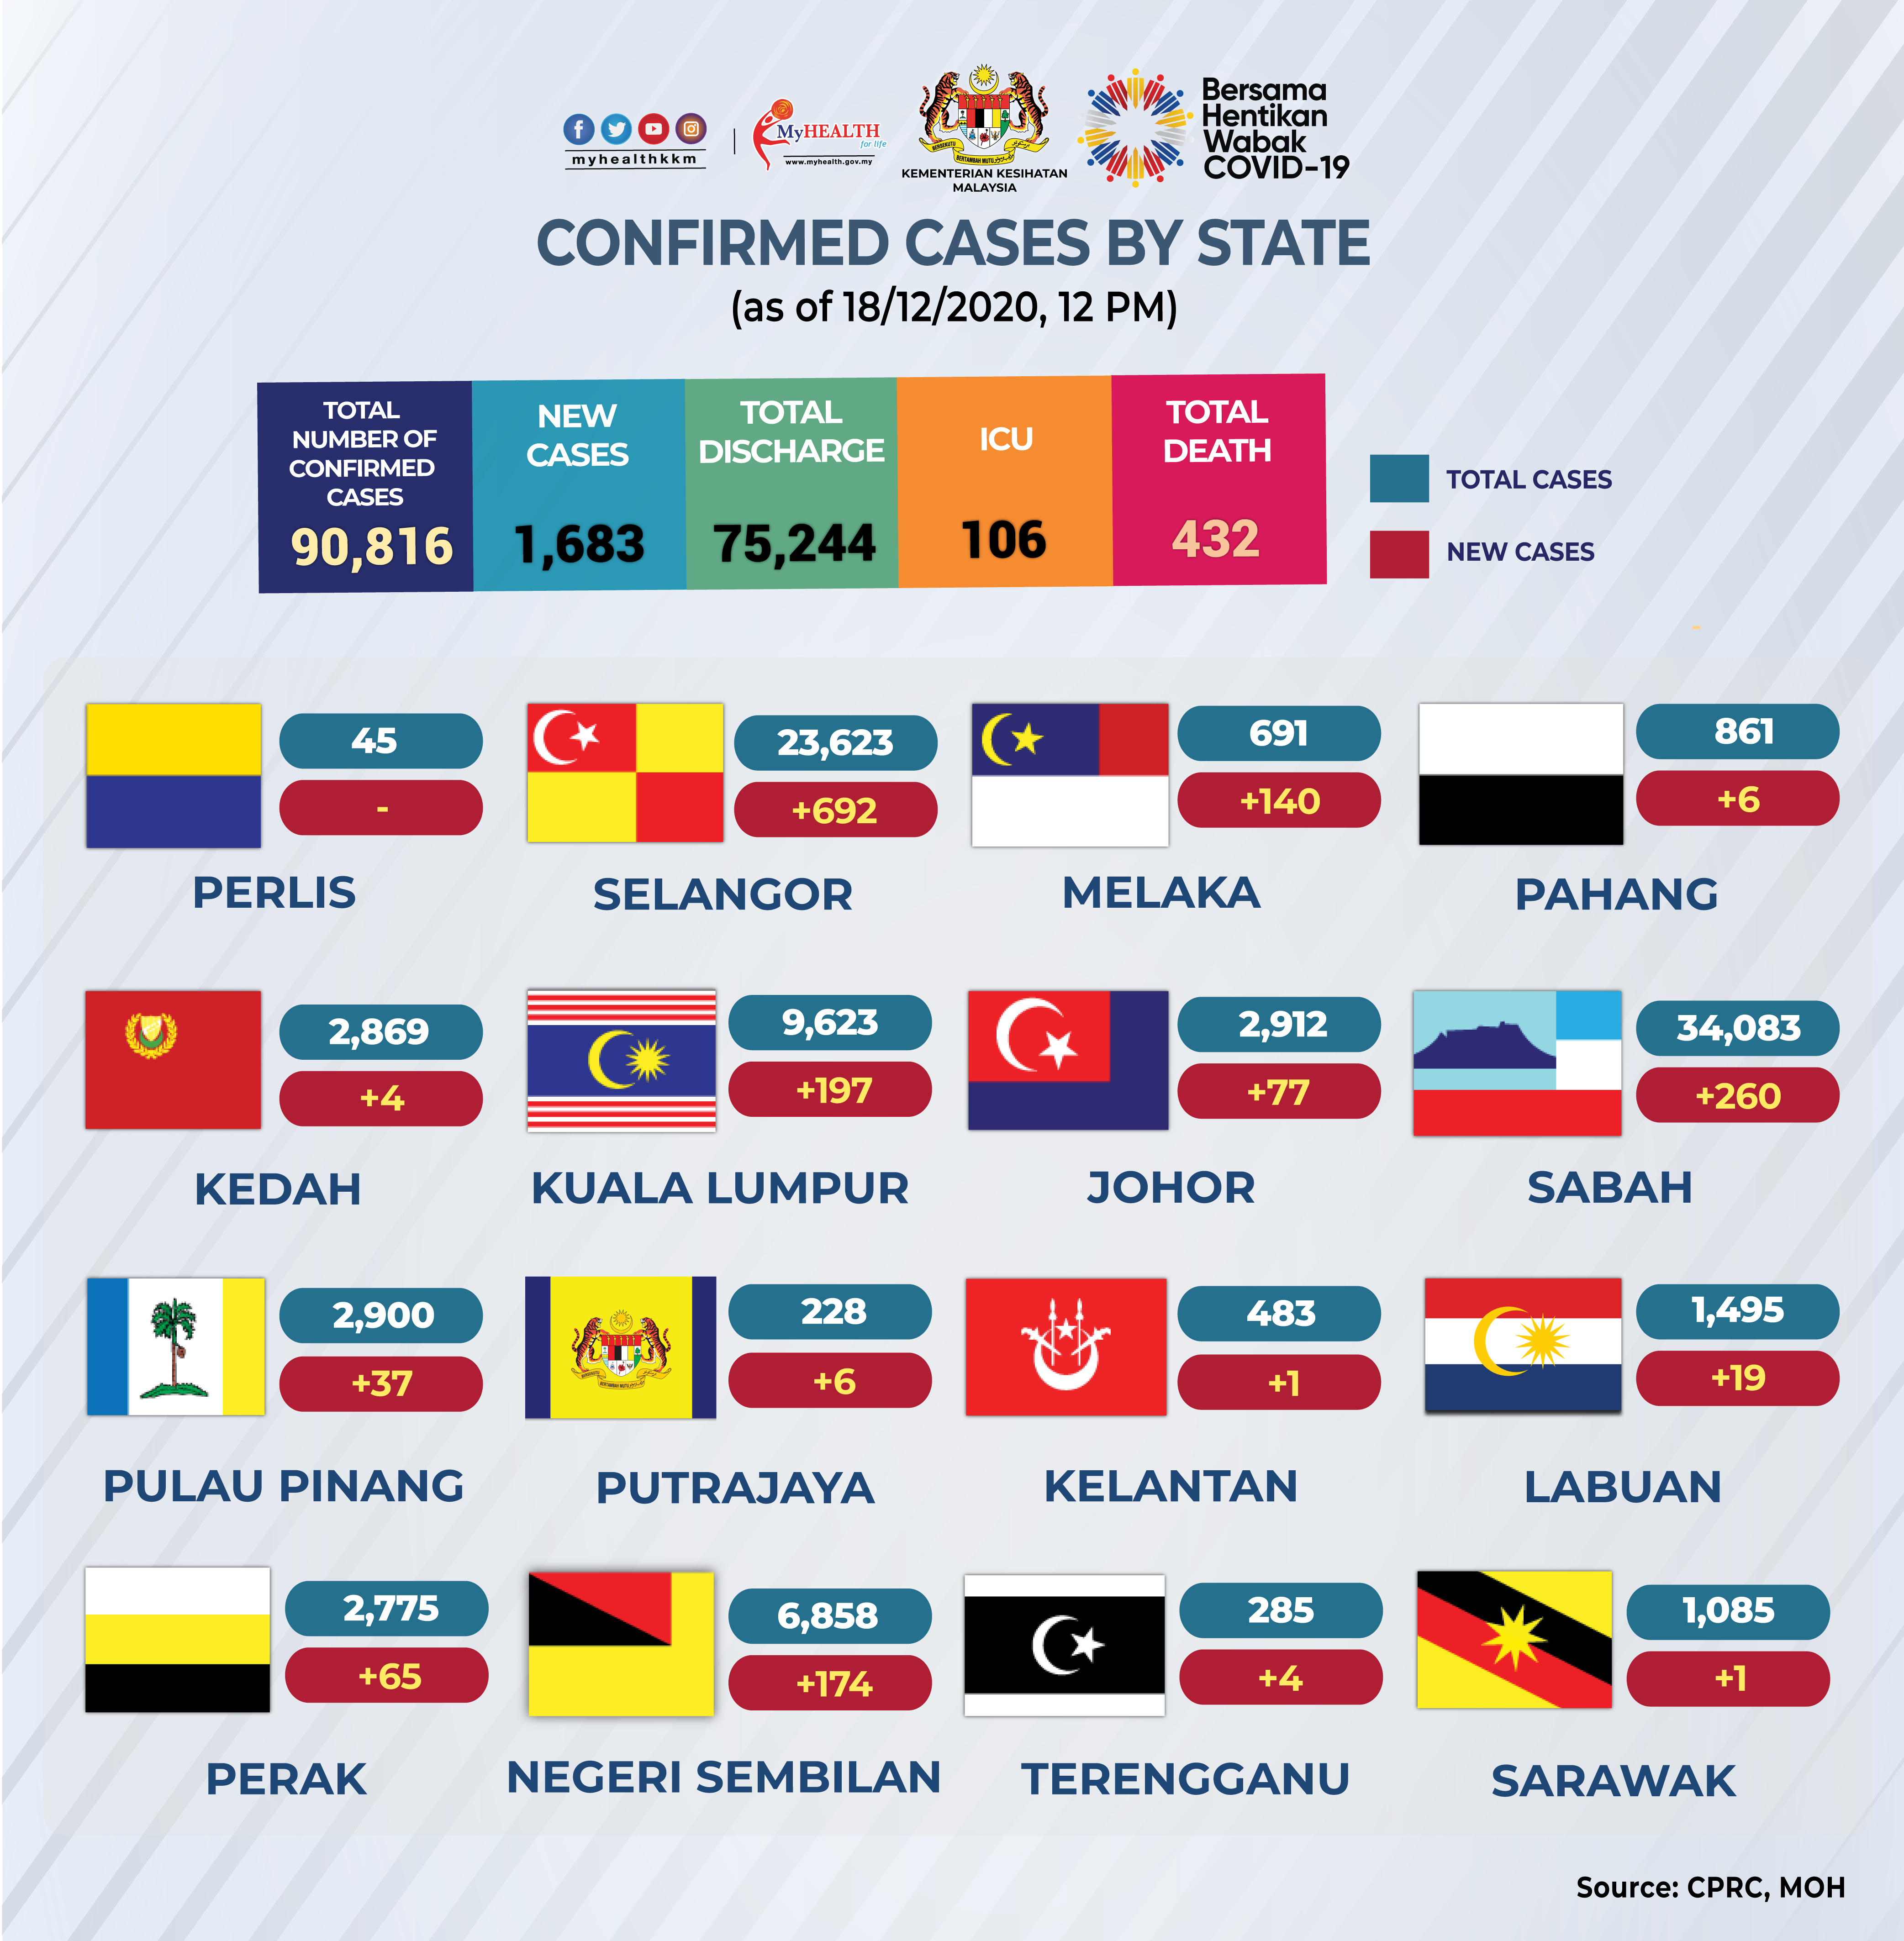 myhealthkkm
MyHEALTH
for life
www.myhealth.gov.my
BERSEKUTU BERTAMBAH MUTU
KEMENTERIAN KESIHATAN
MALAYSIA
Bersama
Hentikan
Wabak
COVID-19
CONFIRMED CASES BY STATE
(as of 18/12/2020, 12 PM)
TOTAL
NUMBER OF
CONFIRMED
CASES
90,816
NEW
CASES
1,683
TOTAL
DISCHARGE
75,244
ICU
106
TOTAL
DEATH
432
TOTAL CASES
NEW CASES
45
-
PERLIS
23,623
+692
SELANGOR
691
+140
MELAKA
861
+6
PAHANG
2,869
+4
KEDAH
9,623
+197
KUALA LUMPUR
2,912
+77
JOHOR
34,083
+260
SABAH
2,900
+37
PULAU PINANG
228
+6
PUTRAJAYA
483
+1
KELANTAN
1,495
+19
LABUAN
2,775
+65
PERAK
6,858
+174
NEGERI SEMBILAN
285
+4
TERENGGANU
1,085
+1
SARAWAK
Source: CPRC, MOH